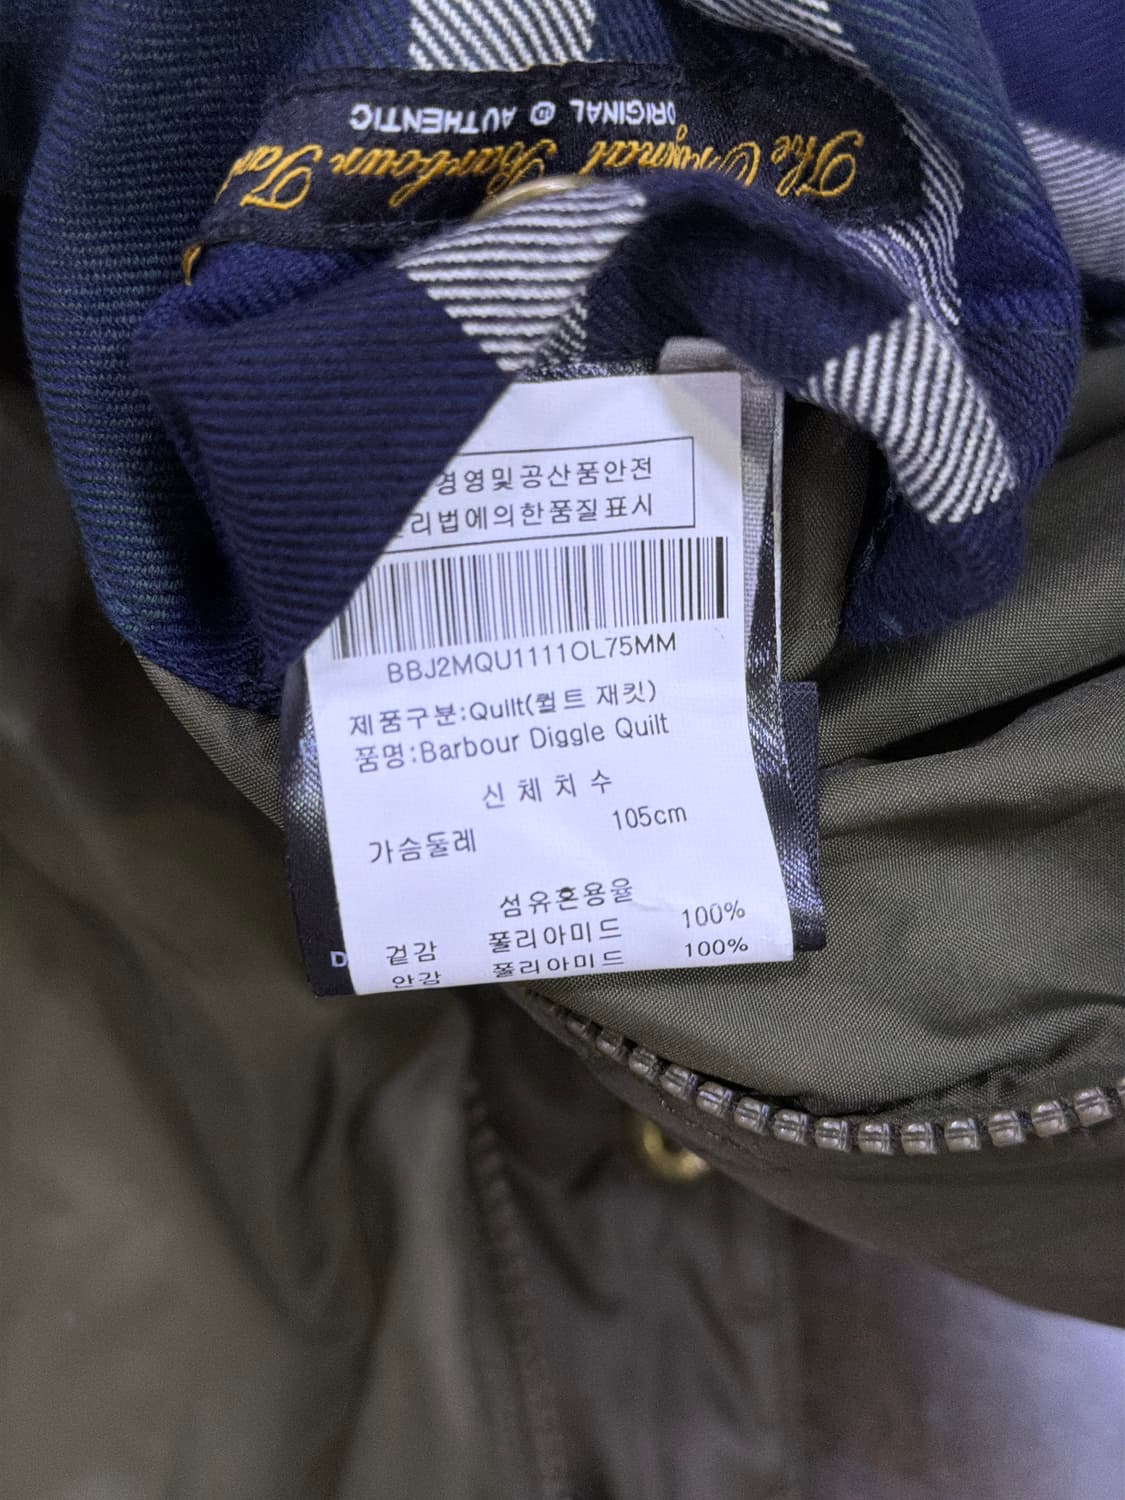 ORIGINAL ® AUTHENTIC
The Original Barbour
경영및공산품안전
리법에의한품질표시
BBJ2MQU1111OL75MM
제품구분:Quilt(퀼트 재킷)
품명:Barbour Diggle Quilt
신체치수
가슴둘레 105cm
섬유혼용율
겉감 폴리아미드 100%
안감 폴리아미드 100%
D